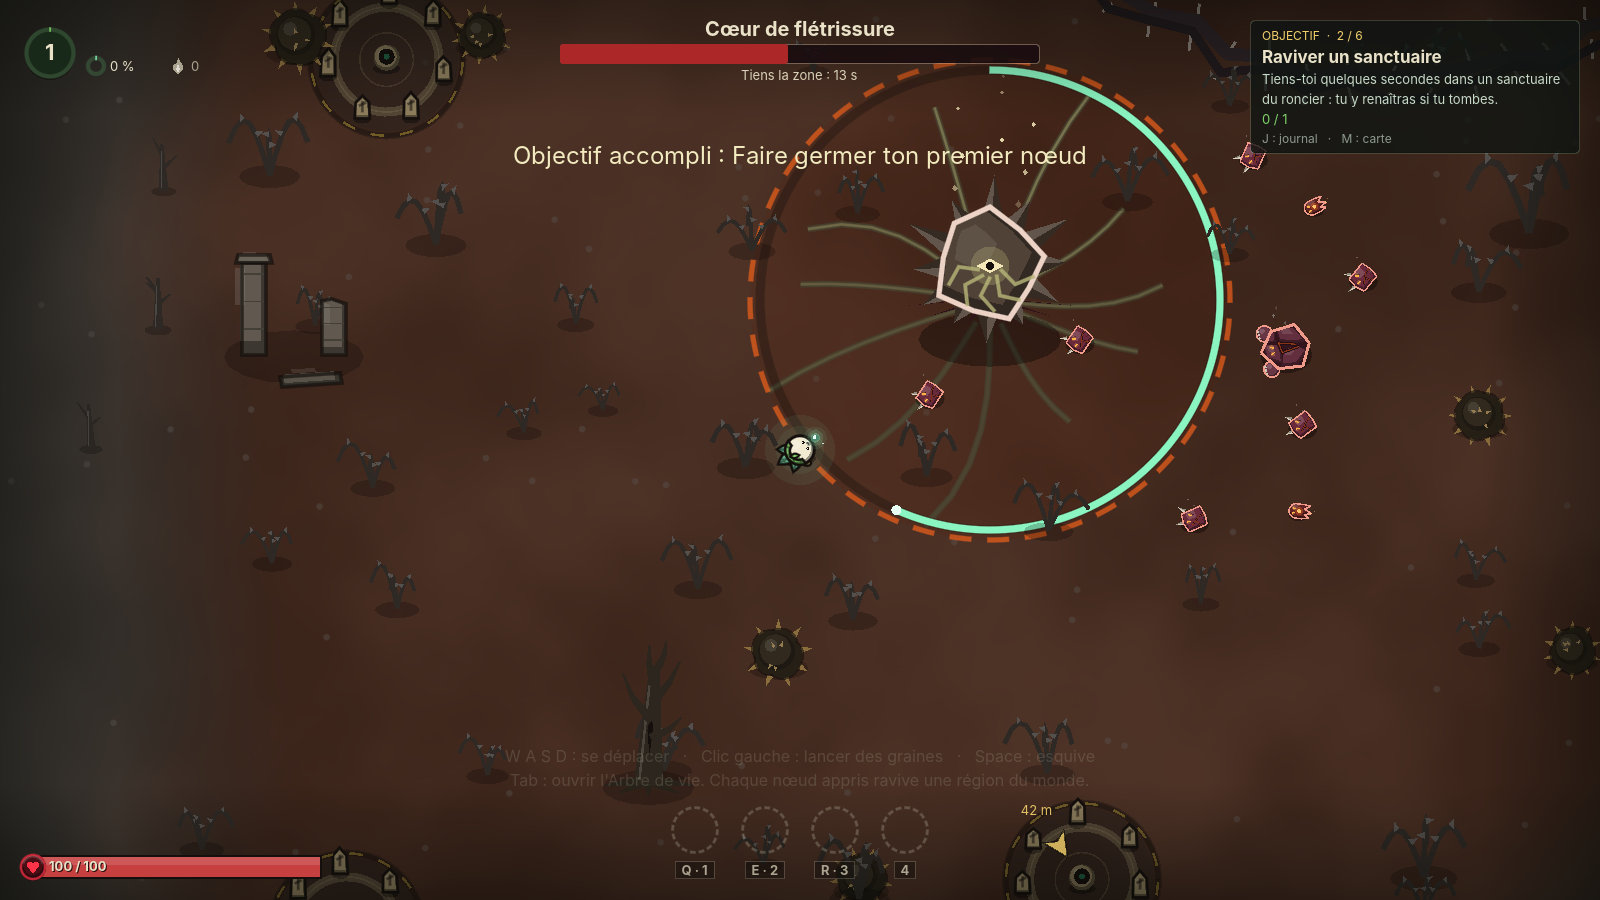 1
0 %
0
Cœur de flétrissure
Tiens la zone : 13 s
OBJECTIF · 2 / 6
Raviver un sanctuaire
Tiens-toi quelques secondes dans un sanctuaire
du roncier : tu y renaîtras si tu tombes.
0 / 1
J : journal · M : carte
Objectif accompli : Faire germer ton premier nœud
W A S D : se déplacer · Clic gauche : lancer des graines · Space : esquive
Tab : ouvrir l'Arbre de vie. Chaque nœud appris ravive une région du monde.
42 m
100 / 100
Q · 1
E · 2
R · 3
4